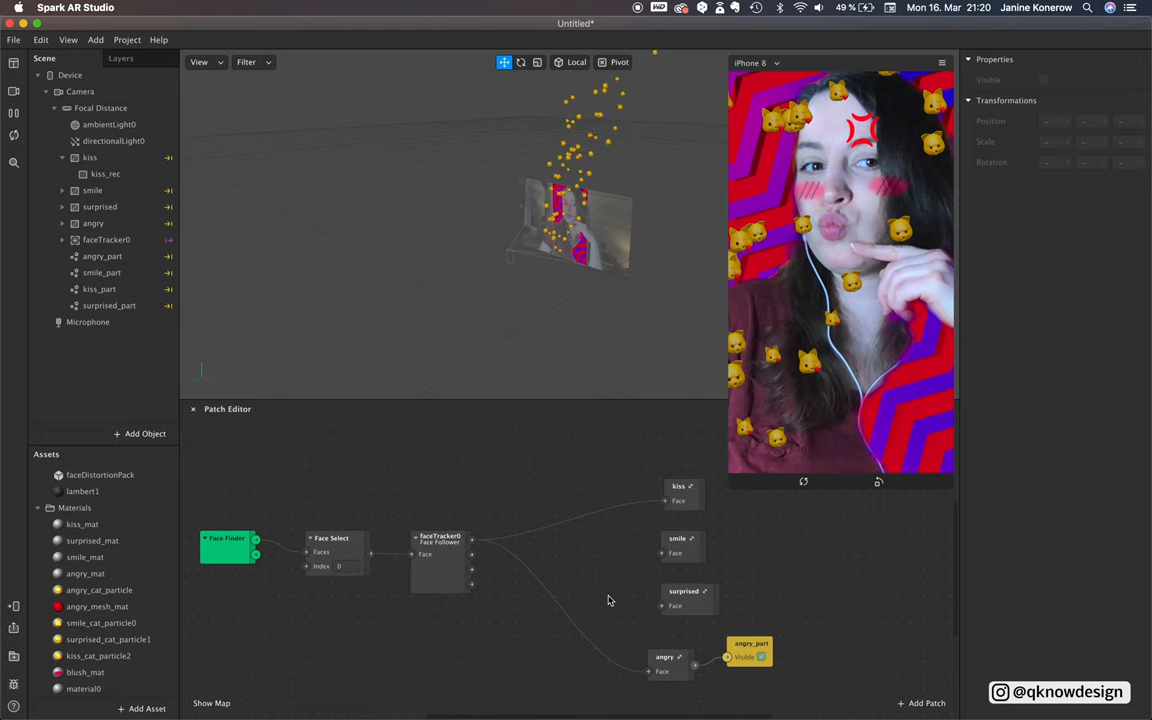 Spark AR Studio
49 %
Mon 16. Mar 21:20
Janine Konerow
Untitled*
File
Edit
View
Add
Project
Help
Scene
Layers
Device
Camera
Focal Distance
ambientLight0
directionalLight0
kiss
kiss_rec
smile
surprised
angry
faceTracker0
angry_part
smile_part
kiss_part
surprised_part
Microphone
+ Add Object
Assets
faceDistortionPack
lambert1
Materials
kiss_mat
surprised_mat
smile_mat
angry_mat
angry_cat_particle
angry_mesh_mat
smile_cat_particle0
surprised_cat_particle1
kiss_cat_particle2
blush_mat
material0
+ Add Asset
View
Filter
Local
Pivot
iPhone 8
Properties
Visible
Transformations
Position
Scale
Rotation
Patch Editor
Face Finder
Face Select
Faces
Index 0
faceTracker0
Face Follower
Face
kiss
Face
smile
Face
surprised
Face
angry
Face
angry_part
Visible
Show Map
+ Add Patch
@qknowdesign